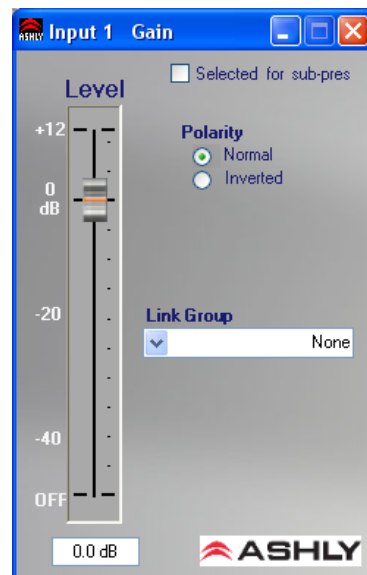 ASHLY Input 1 Gain
Selected for sub-pres
Level
+12
Polarity
Normal
Inverted
0
dB
-20
Link Group
None
-40
OFF
0.0 dB
ASHLY